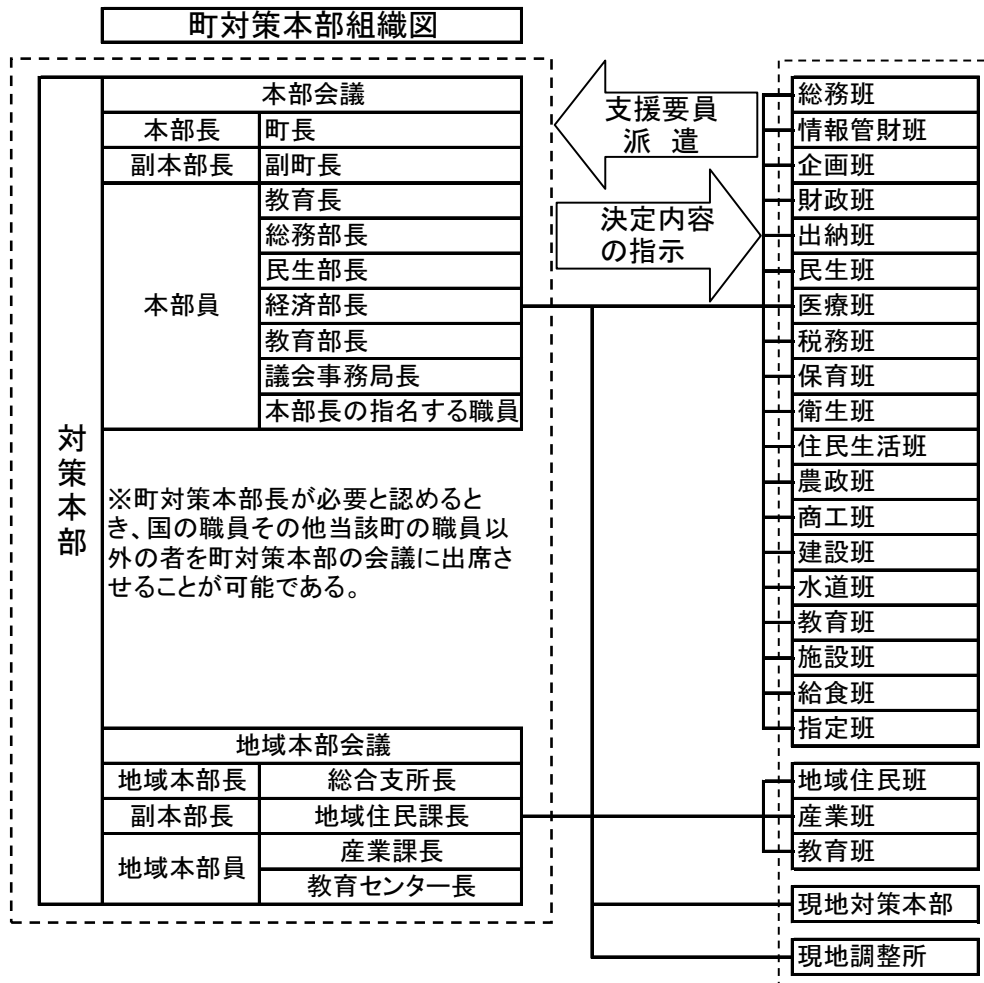 町対策本部組織図
対策本部
本部会議
本部長 町長
副本部長 副町長
本部員
教育長
総務部長
民生部長
経済部長
教育部長
議会事務局長
本部長の指名する職員
※町対策本部長が必要と認めると
き、国の職員その他当該町の職員以
外の者を町対策本部の会議に出席さ
せることが可能である。
地域本部会議
地域本部長 総合支所長
副本部長 地域住民課長
地域本部員
産業課長
教育センター長
支援要員
派 遣
決定内容
の指示
総務班
情報管財班
企画班
財政班
出納班
民生班
医療班
税務班
保育班
衛生班
住民生活班
農政班
商工班
建設班
水道班
教育班
施設班
給食班
指定班
地域住民班
産業班
教育班
現地対策本部
現地調整所